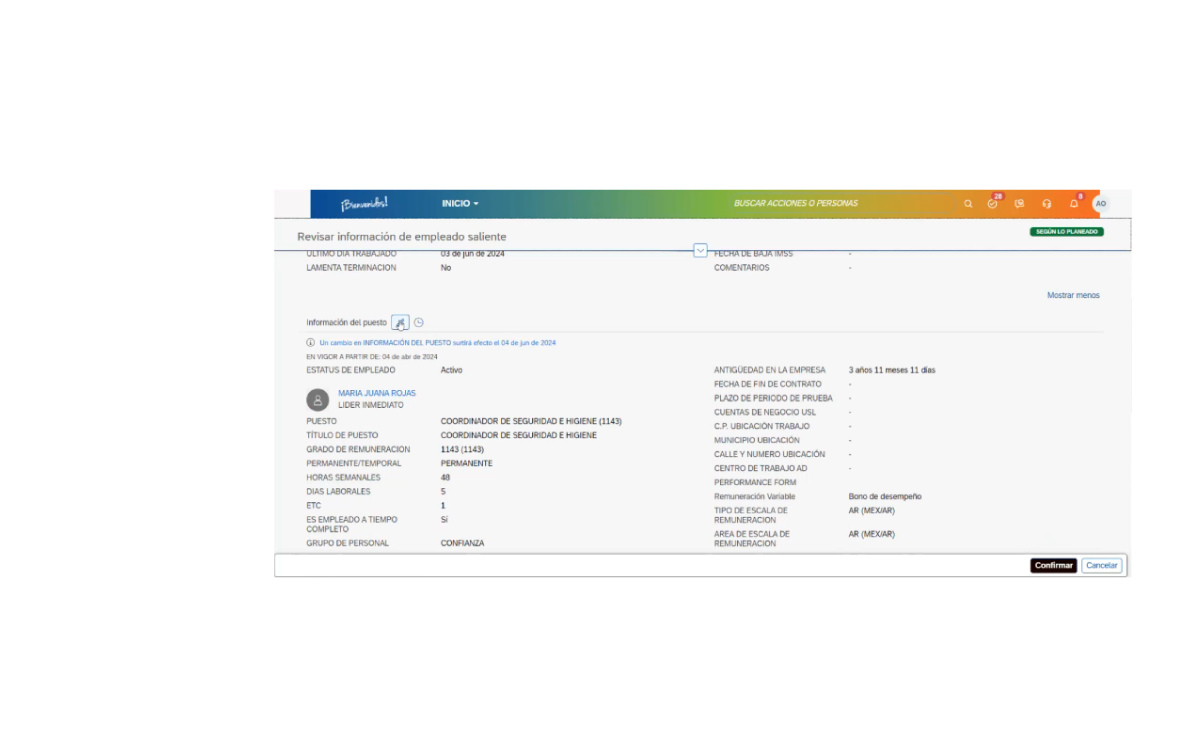 ¡Bienvenidos!
INICIO
BUSCAR ACCIONES O PERSONAS
28
8
AO
Revisar información de empleado saliente
SEGÚN LO PLANEADO
ÚLTIMO DÍA TRABAJADO 03 de jun de 2024
FECHA DE BAJA IMSS -
LAMENTA TERMINACION No
COMENTARIOS -
Mostrar menos
Información del puesto
Un cambio en INFORMACIÓN DEL PUESTO surtirá efecto el 04 de jun de 2024
EN VIGOR A PARTIR DE: 04 de abr de 2024
ESTATUS DE EMPLEADO Activo
MARIA JUANA ROJAS
LIDER INMEDIATO
PUESTO COORDINADOR DE SEGURIDAD E HIGIENE (1143)
TÍTULO DE PUESTO COORDINADOR DE SEGURIDAD E HIGIENE
GRADO DE REMUNERACION 1143 (1143)
PERMANENTE/TEMPORAL PERMANENTE
HORAS SEMANALES 48
DIAS LABORALES 5
ETC 1
ES EMPLEADO A TIEMPO Sí
COMPLETO
GRUPO DE PERSONAL CONFIANZA
ANTIGÜEDAD EN LA EMPRESA 3 años 11 meses 11 días
FECHA DE FIN DE CONTRATO -
PLAZO DE PERIODO DE PRUEBA -
CUENTAS DE NEGOCIO USL -
C.P. UBICACIÓN TRABAJO -
MUNICIPIO UBICACIÓN -
CALLE Y NUMERO UBICACIÓN -
CENTRO DE TRABAJO AD -
PERFORMANCE FORM
Remuneración Variable Bono de desempeño
TIPO DE ESCALA DE AR (MEX/AR)
REMUNERACION
AREA DE ESCALA DE AR (MEX/AR)
REMUNERACION
Confirmar
Cancelar